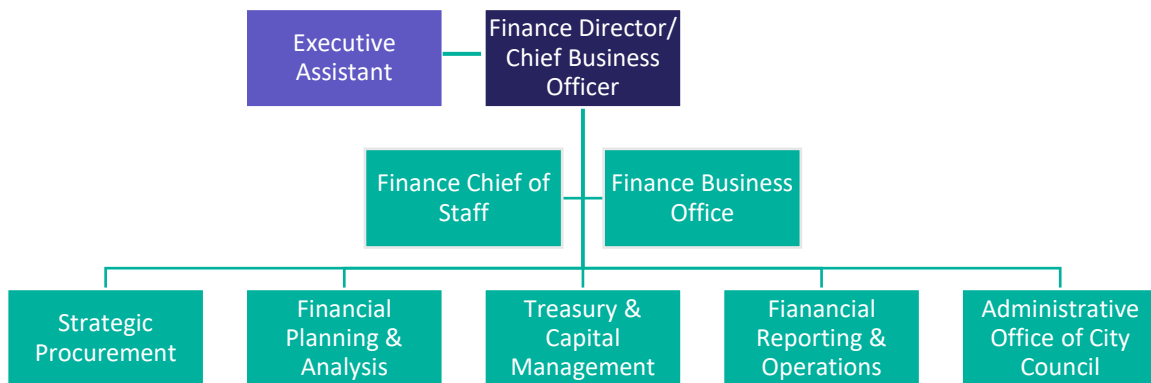 Executive
Assistant
Finance Director/
Chief Business
Officer
Finance Chief of
Staff
Finance Business
Office
Strategic
Procurement
Financial
Planning &
Analysis
Treasury &
Capital
Management
Fianancial
Reporting &
Operations
Administrative
Office of City
Council